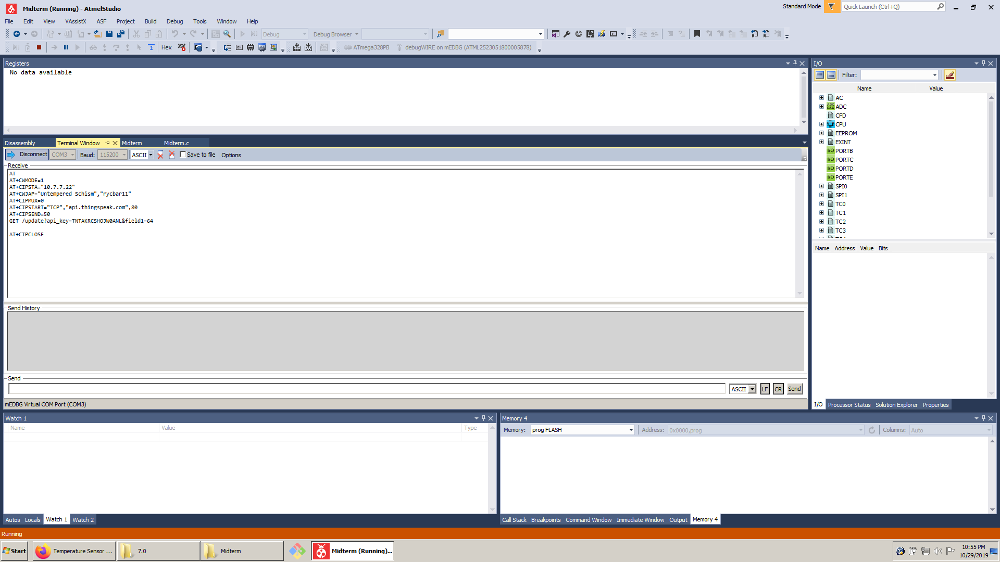 Midterm (Running) - AtmelStudio
Standard Mode
Quick Launch (Ctrl+Q)
File Edit View VAssistX ASF Project Build Debug Tools Window Help
Debug Debug Browser
Hex ATmega328PB debugWIRE on mEDBG (ATML2523051800005878)
Registers
No data available
Disassembly Terminal Window Midterm Midterm.c
Disconnect COM3 Baud: 115200 ASCII Save to file Options
Receive
AT
AT+CWMODE=1
AT+CIPSTA="10.7.7.22"
AT+CWJAP="Untempered Schism","rycbar11"
AT+CIPMUX=0
AT+CIPSTART="TCP","api.thingspeak.com",80
AT+CIPSEND=50
GET /update?api_key=TNTAKRCSHOJW0ANL&field1=64
AT+CIPCLOSE
Send History
Send
ASCII LF CR Send
mEDBG Virtual COM Port (COM3)
I/O
Filter:
Name Value
AC
ADC
CFD
CPU
EEPROM
EXINT
PORTB
PORTC
PORTD
PORTE
SPI0
SPI1
TC0
TC1
TC2
TC3
Name Address Value Bits
I/O Processor Status Solution Explorer Properties
Watch 1
Name Value Type
Autos Locals Watch 1 Watch 2
Memory 4
Memory: prog FLASH Address: 0x0000,prog Columns: Auto
Call Stack Breakpoints Command Window Immediate Window Output Memory 4
Running
Start Temperature Sensor ... 7.0 Midterm Midterm (Running)...
10:55 PM
10/29/2019